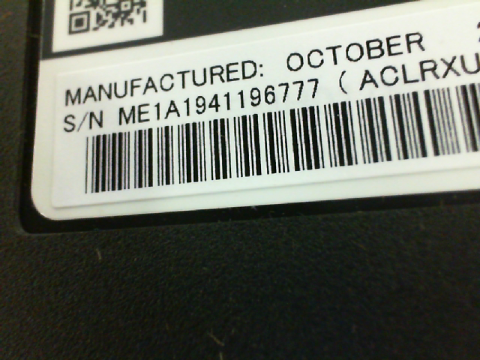 MANUFACTURED: OCTOBER
S/N ME1A1941196777 ( ACLRXU